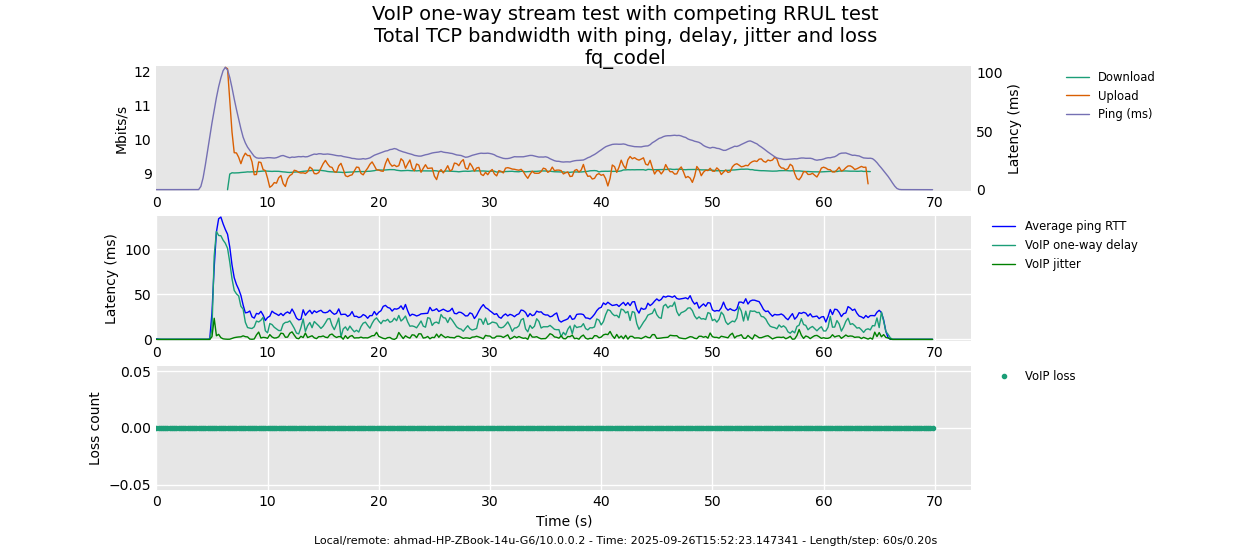 VoIP one-way stream test with competing RRUL test
Total TCP bandwidth with ping, delay, jitter and loss
fq_codel
12
11
10
9
Mbits/s
100
50
0
Latency (ms)
Download
Upload
Ping (ms)
0 10 20 30 40 50 60 70
100
50
0
Latency (ms)
Average ping RTT
VoIP one-way delay
VoIP jitter
0 10 20 30 40 50 60 70
0.05
0.00
−0.05
Loss count
VoIP loss
0 10 20 30 40 50 60 70
Time (s)
Local/remote: ahmad-HP-ZBook-14u-G6/10.0.0.2 - Time: 2025-09-26T15:52:23.147341 - Length/step: 60s/0.20s